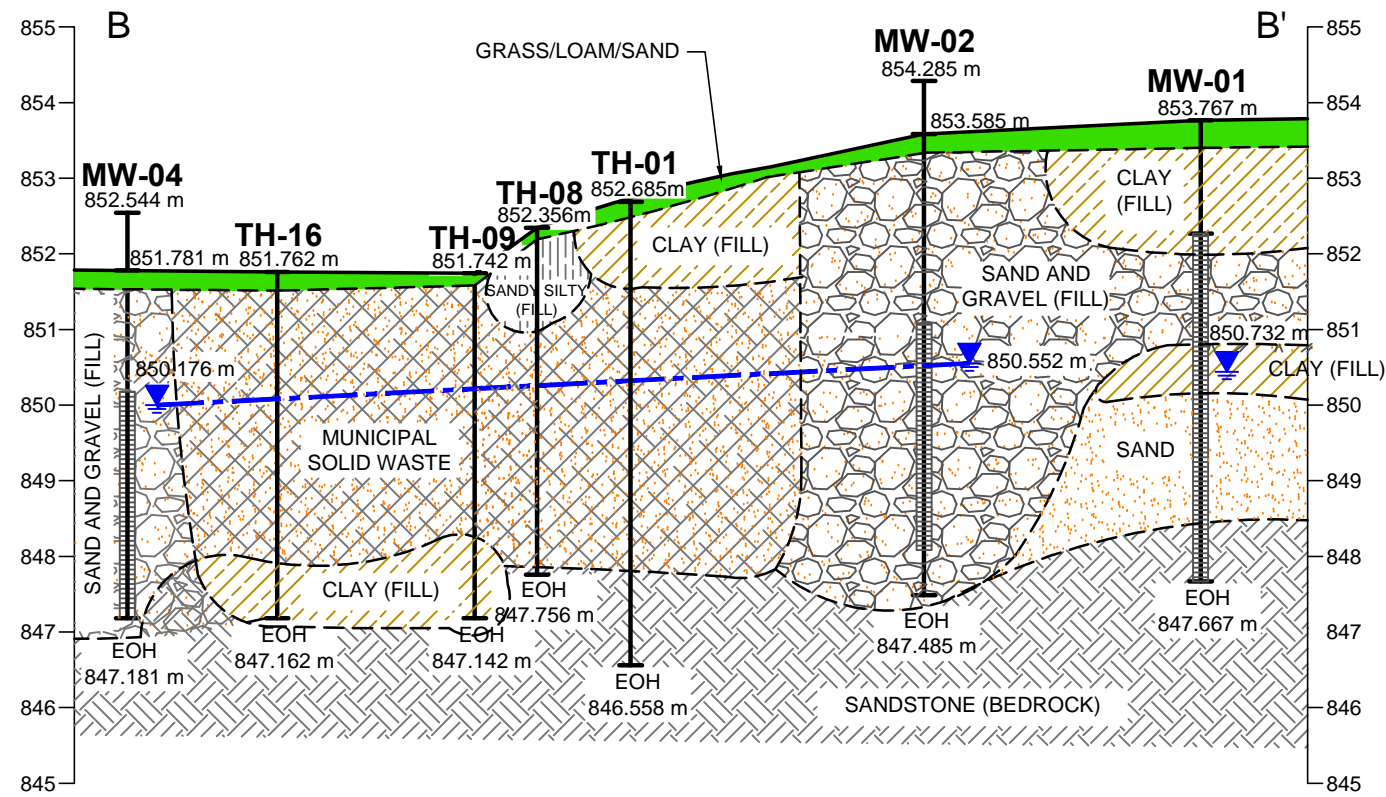 B
B'
855
854
853
852
851
850
849
848
847
846
845
855
854
853
852
851
850
849
848
847
846
845
GRASS/LOAM/SAND
MW-04
852.544 m
851.781 m
TH-16
851.762 m
TH-09
851.742 m
TH-08
852.356m
TH-01
852.685m
MW-02
854.285 m
853.585 m
MW-01
853.767 m
CLAY (FILL)
CLAY
(FILL)
SANDY SILTY
(FILL)
SAND AND
GRAVEL (FILL)
SAND AND GRAVEL (FILL)
850.176 m
850.552 m
850.732 m
CLAY (FILL)
MUNICIPAL
SOLID WASTE
SAND
CLAY (FILL)
EOH
847.181 m
EOH
847.162 m
EOH
847.142 m
EOH
847.756 m
EOH
846.558 m
EOH
847.485 m
EOH
847.667 m
SANDSTONE (BEDROCK)